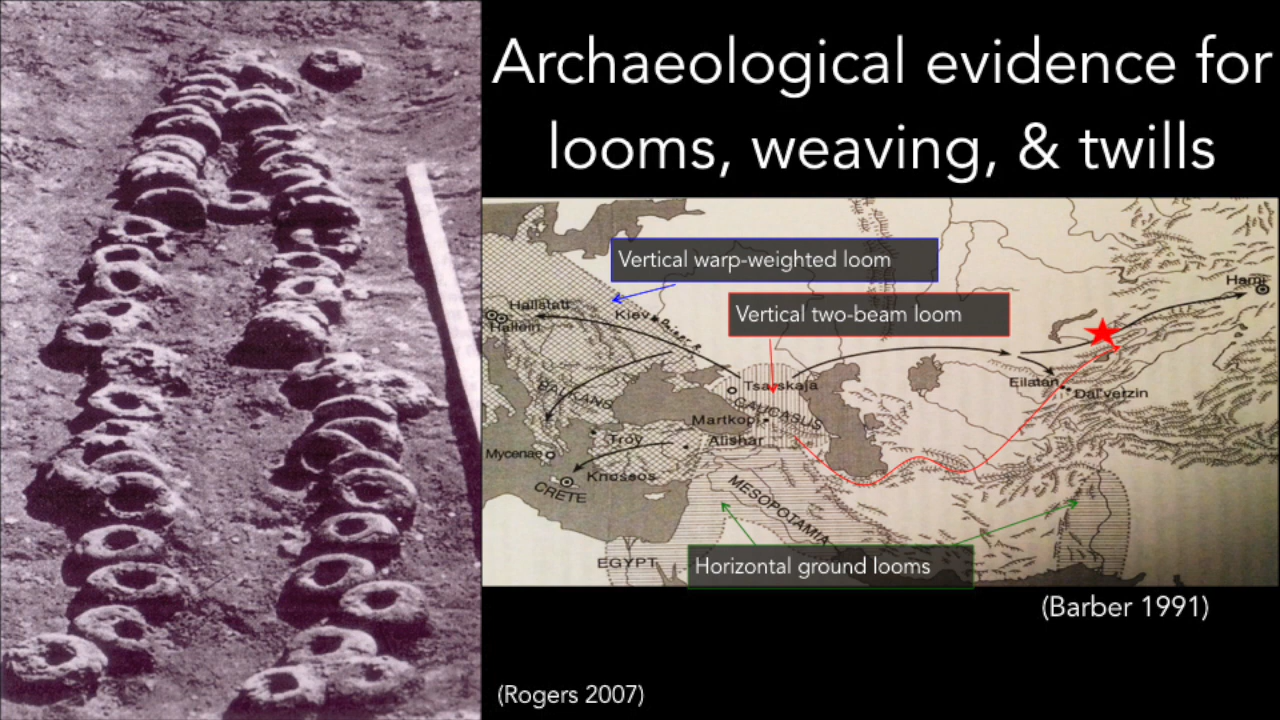 Archaeological evidence for
looms, weaving, & twills
Vertical warp-weighted loom
Hami
Hallstatt
Vertical two-beam loom
Kiev
Dnieper R.
Hallein
Tsarskaja
Eilatan
Dal'verzin
BALKANS
CAUCASUS
Martkopi
Troy
Alishar
Mycenae
Knossos
CRETE
MESOPOTAMIA
EGYPT
Horizontal ground looms
(Barber 1991)
(Rogers 2007)